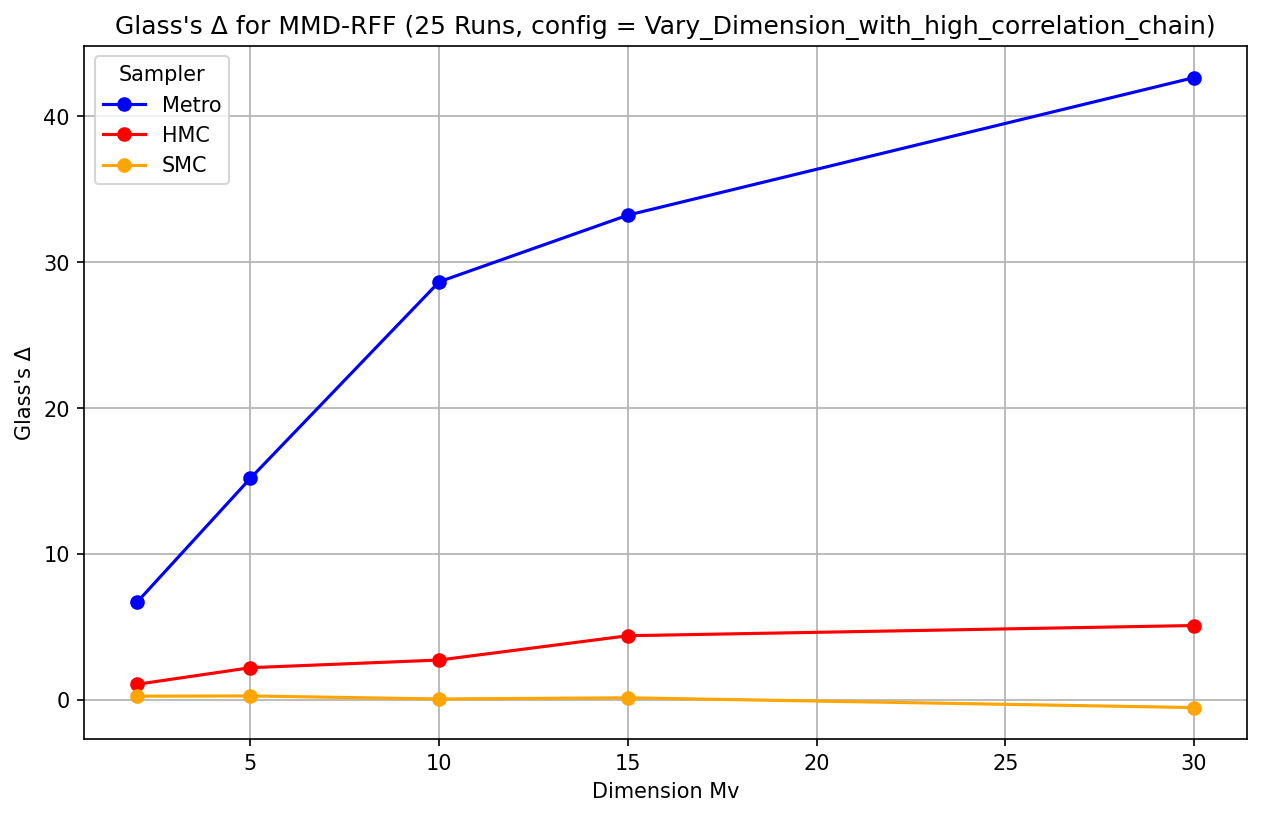 Glass's Δ for MMD-RFF (25 Runs, config = Vary_Dimension_with_high_correlation_chain)
Sampler
Metro
HMC
SMC
Glass's Δ
40
30
20
10
0
5 10 15 20 25 30
Dimension Mv